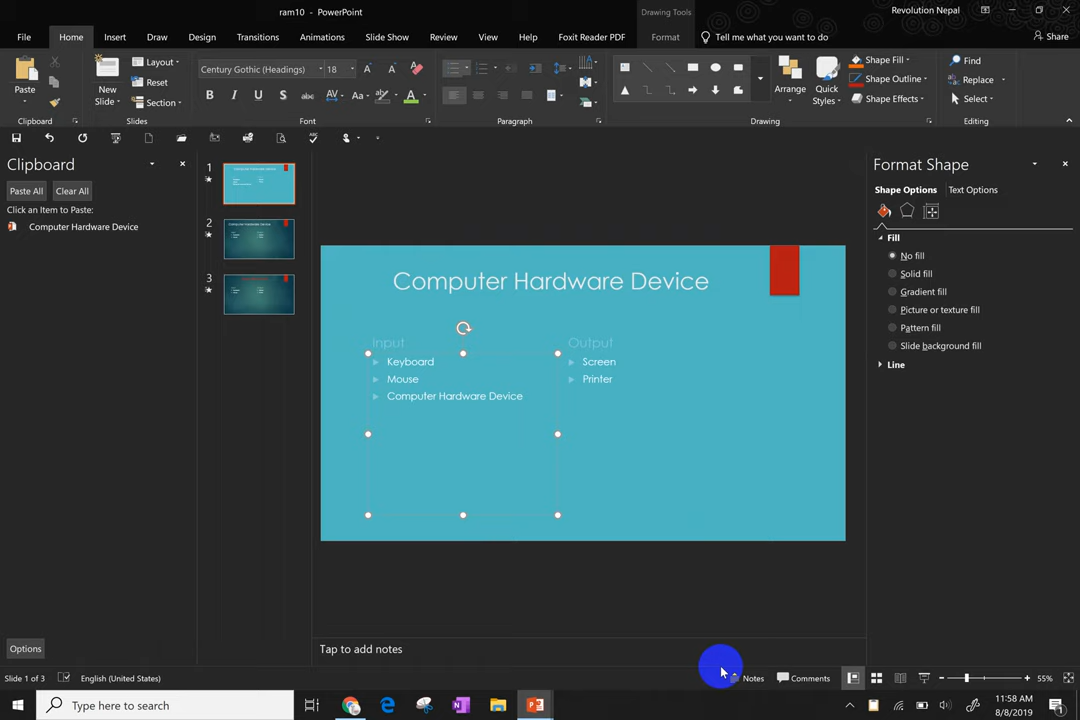 ram10 - PowerPoint
Drawing Tools
Revolution Nepal
File Home Insert Draw Design Transitions Animations Slide Show Review View Help Foxit Reader PDF Format Tell me what you want to do Share
Paste
New Slide
Layout
Reset
Section
Century Gothic (Headings) 18
Arrange
Quick Styles
Shape Fill
Shape Outline
Shape Effects
Find
Replace
Select
Clipboard Slides Font Paragraph Drawing Editing
Clipboard
Paste All Clear All
Click an Item to Paste:
Computer Hardware Device
Options
1
2
3
Computer Hardware Device
Input
Keyboard
Mouse
Computer Hardware Device
Output
Screen
Printer
Tap to add notes
Format Shape
Shape Options Text Options
Fill
No fill
Solid fill
Gradient fill
Picture or texture fill
Pattern fill
Slide background fill
Line
Slide 1 of 3 English (United States) Notes Comments 55%
Type here to search
11:58 AM
8/8/2019